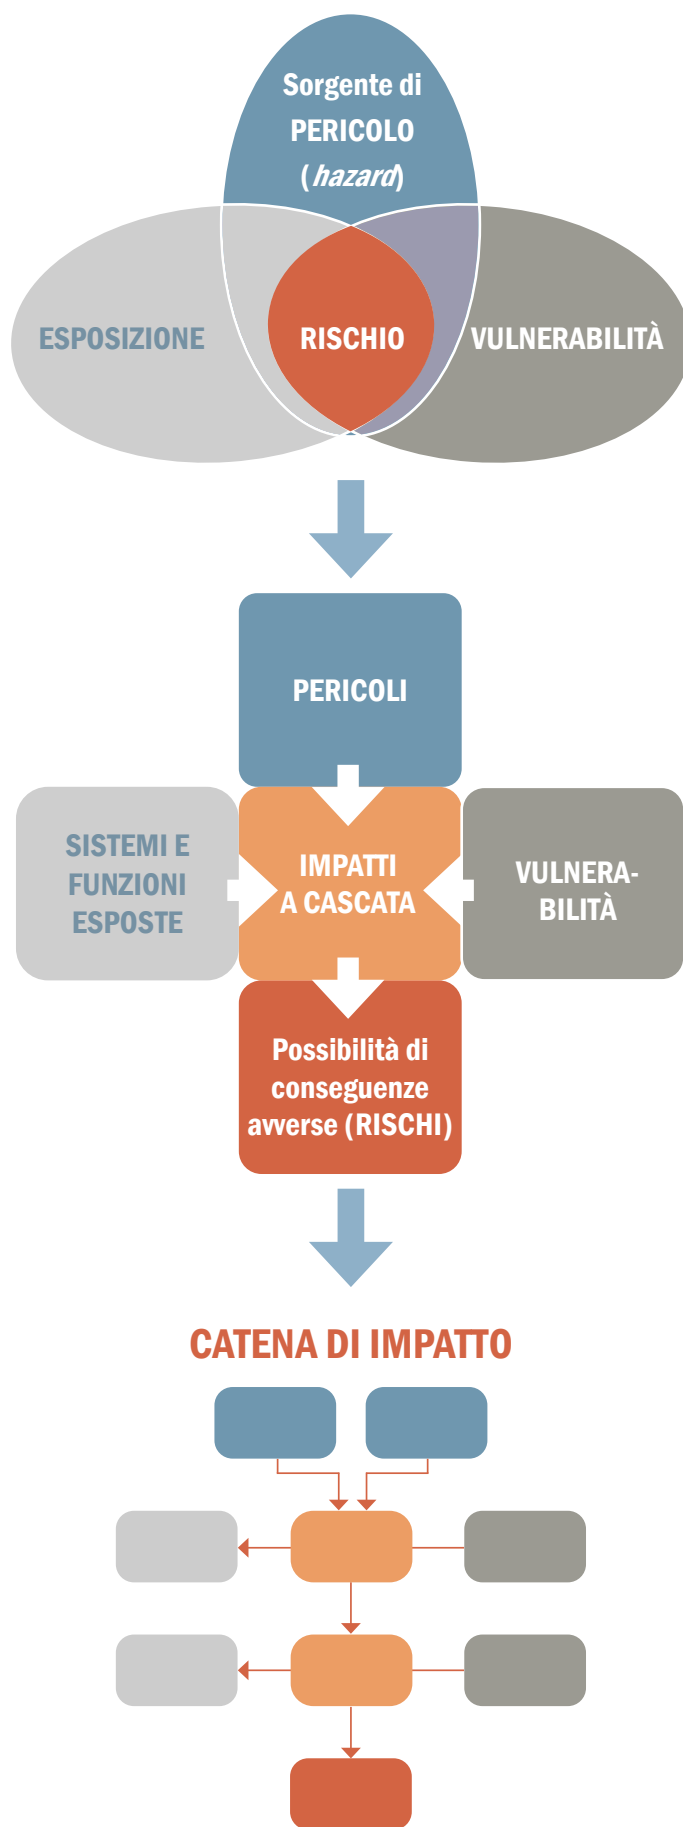 Sorgente di
PERICOLO
(hazard)
ESPOSIZIONE
RISCHIO
VULNERABILITÀ
PERICOLI
SISTEMI E
FUNZIONI
ESPOSTE
IMPATTI
A CASCATA
VULNERA-
BILITÀ
Possibilità di
conseguenze
avverse (RISCHI)
CATENA DI IMPATTO